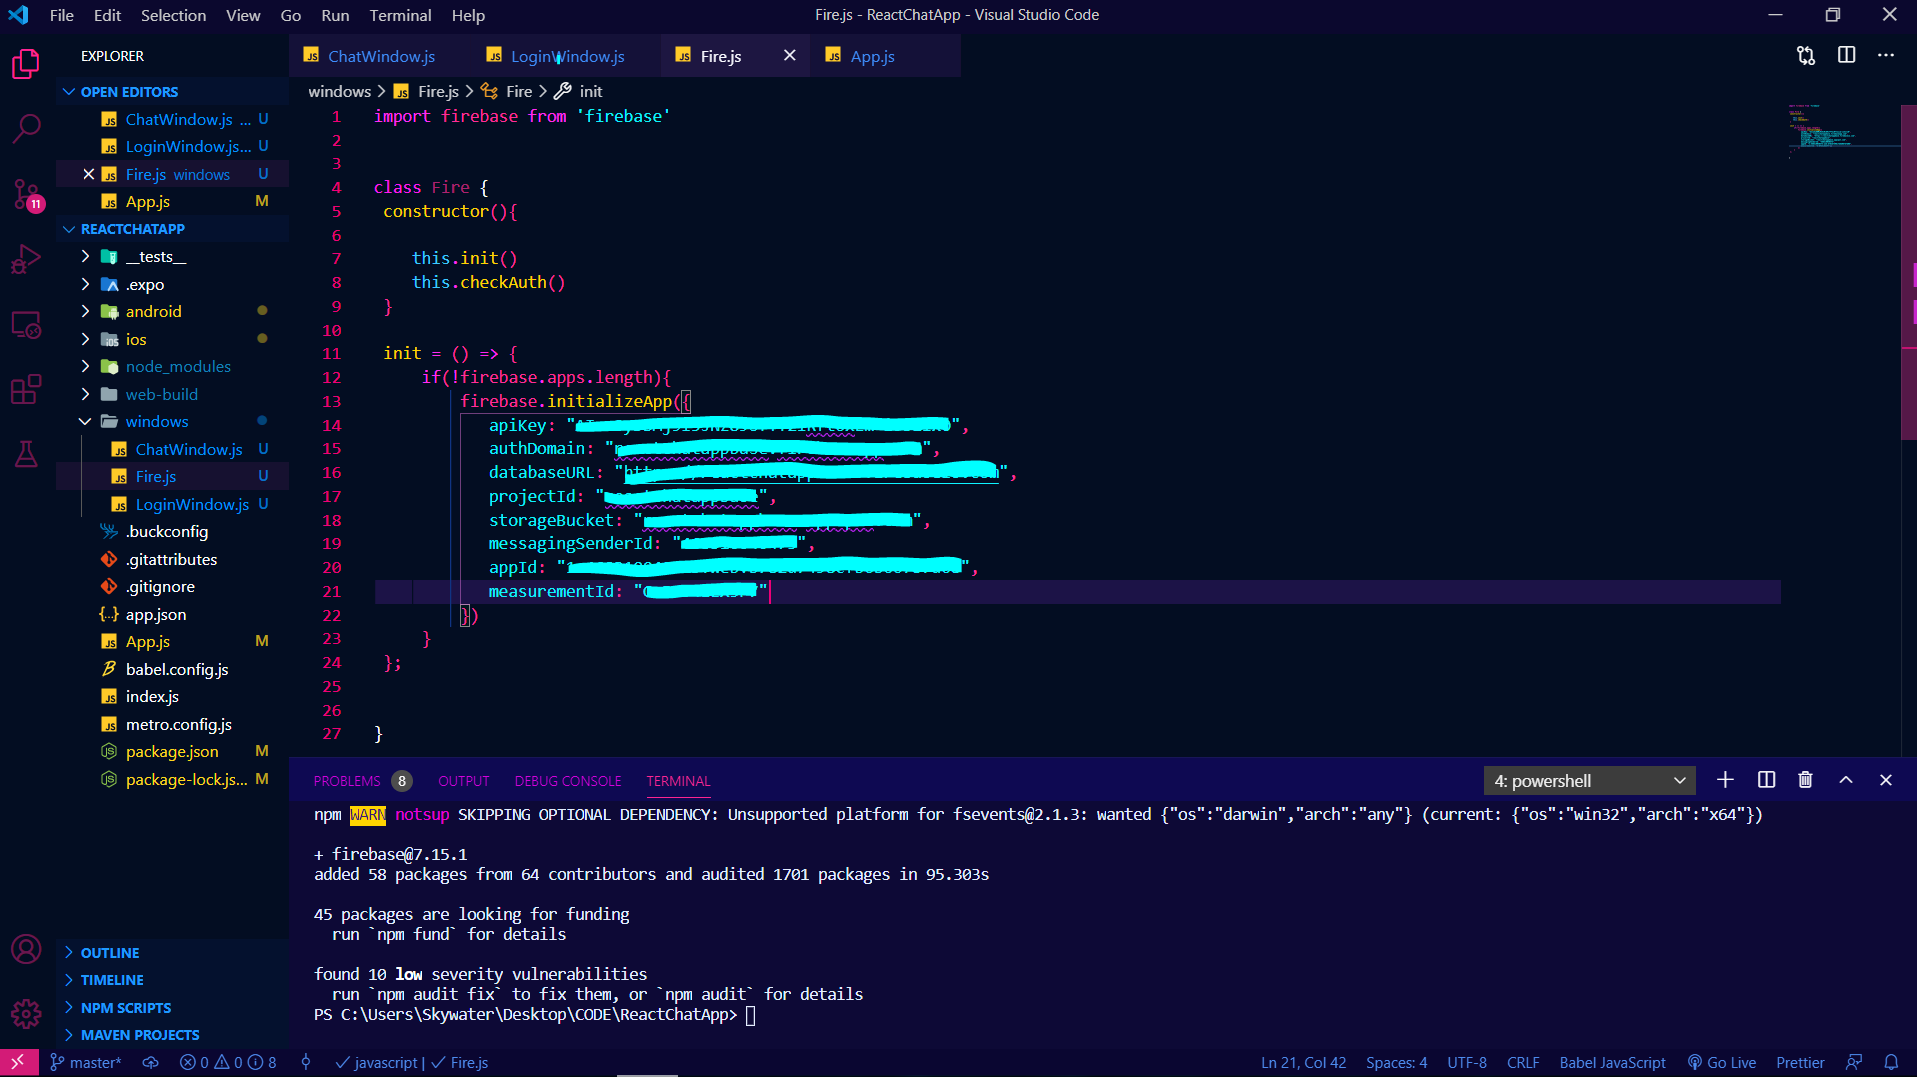 File Edit Selection View Go Run Terminal Help
Fire.js - ReactChatApp - Visual Studio Code
EXPLORER
OPEN EDITORS
ChatWindow.js ... U
LoginWindow.js... U
Fire.js windows U
App.js M
REACTCHATAPP
__tests__
.expo
android
ios
node_modules
web-build
windows
ChatWindow.js U
Fire.js U
LoginWindow.js U
.buckconfig
.gitattributes
.gitignore
app.json
App.js M
babel.config.js
index.js
metro.config.js
package.json M
package-lock.js... M
OUTLINE
TIMELINE
NPM SCRIPTS
MAVEN PROJECTS
11
ChatWindow.js LoginWindow.js Fire.js App.js
windows > Fire.js > Fire > init
1 import firebase from 'firebase'
2
3
4 class Fire {
5 constructor(){
6
7 this.init()
8 this.checkAuth()
9 }
10
11 init = () => {
12 if(!firebase.apps.length){
13 firebase.initializeApp({
14 apiKey: "",
15 authDomain: "",
16 databaseURL: "",
17 projectId: "",
18 storageBucket: "",
19 messagingSenderId: "",
20 appId: "",
21 measurementId: ""
22 })
23 }
24 };
25
26
27 }
PROBLEMS 8 OUTPUT DEBUG CONSOLE TERMINAL
4: powershell
npm WARN notsup SKIPPING OPTIONAL DEPENDENCY: Unsupported platform for fsevents@2.1.3: wanted {"os":"darwin","arch":"any"} (current: {"os":"win32","arch":"x64"})
+ firebase@7.15.1
added 58 packages from 64 contributors and audited 1701 packages in 95.303s
45 packages are looking for funding
run `npm fund` for details
found 10 low severity vulnerabilities
run `npm audit fix` to fix them, or `npm audit` for details
PS C:\Users\Skywater\Desktop\CODE\ReactChatApp>
master* 0 0 8 javascript | Fire.js
Ln 21, Col 42 Spaces: 4 UTF-8 CRLF Babel JavaScript Go Live Prettier